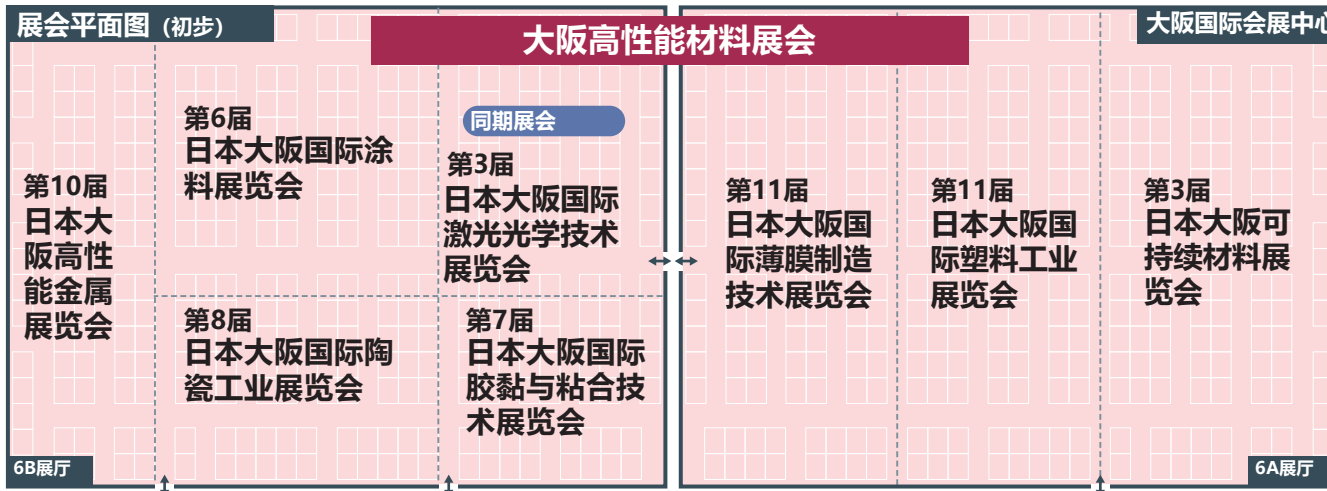 展会平面图（初步）
大阪高性能材料展会
大阪国际会展中心
第10届
日本大
阪高性
能金属
展览会
第6届
日本大阪国际涂
料展览会
同期展会
第3届
日本大阪国际
激光光学技术
展览会
第8届
日本大阪国际陶
瓷工业展览会
第7届
日本大阪国际
胶黏与粘合技
术展览会
6B展厅
第11届
日本大阪国
际薄膜制造
技术展览会
第11届
日本大阪国
际塑料工业
展览会
第3届
日本大阪可
持续材料展
览会
6A展厅